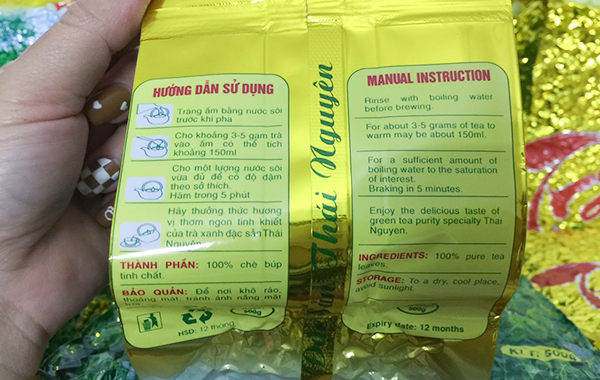 HƯỚNG DẪN SỬ DỤNG
Tráng ấm bằng nước sôi
trước khi pha
Cho khoảng 3-5 gam trà
vào ấm có thể tích
khoảng 150ml
Cho một lượng nước sôi
vừa đủ để có độ đậm
theo sở thích.
Hãm trong 5 phút
Hãy thưởng thức hương
vị thơm ngon tinh khiết
của trà xanh đặc sản Thái
Nguyên
THÀNH PHẦN: 100% chè búp
tinh chất.
BẢO QUẢN: Để nơi khô ráo,
thoáng mát, tránh ánh nắng mặt
HSD: 12 tháng
500g
Thái Nguyên
MANUAL INSTRUCTION
Rinse with boiling water
before brewing.
For about 3-5 grams of tea to
warm may be about 150ml.
For a sufficient amount of
boiling water to the saturation
of interest.
Braking in 5 minutes.
Enjoy the delicious taste of
green tea purity specialy Thai
Nguyen.
INGREDIENTS: 100% pure tea
leaves.
STORAGE: To a dry, cool place,
avoid sunlight.
Expiry date: 12 months
KLT: 500g